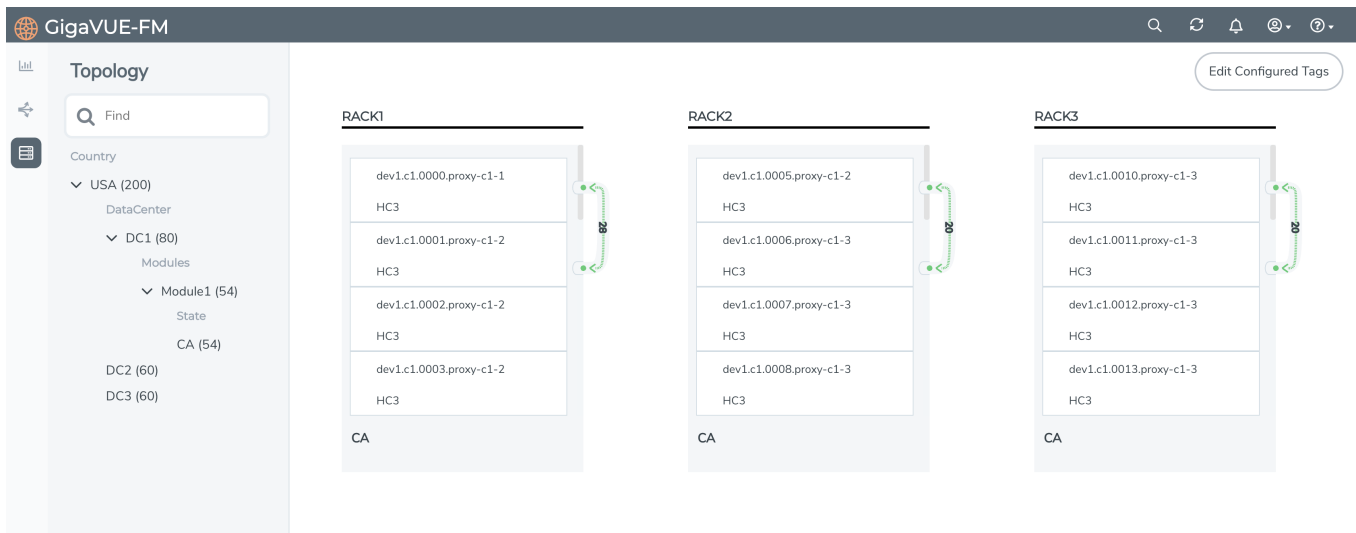 GigaVUE-FM
Topology
Find
Country
USA (200)
DataCenter
DC1 (80)
Modules
Module1 (54)
State
CA (54)
DC2 (60)
DC3 (60)
Edit Configured Tags
RACK1
dev1.c1.0000.proxy-c1-1
HC3
dev1.c1.0001.proxy-c1-2
HC3
dev1.c1.0002.proxy-c1-2
HC3
dev1.c1.0003.proxy-c1-2
HC3
CA
28
RACK2
dev1.c1.0005.proxy-c1-2
HC3
dev1.c1.0006.proxy-c1-3
HC3
dev1.c1.0007.proxy-c1-3
HC3
dev1.c1.0008.proxy-c1-3
HC3
CA
20
RACK3
dev1.c1.0010.proxy-c1-3
HC3
dev1.c1.0011.proxy-c1-3
HC3
dev1.c1.0012.proxy-c1-3
HC3
dev1.c1.0013.proxy-c1-3
HC3
CA
20